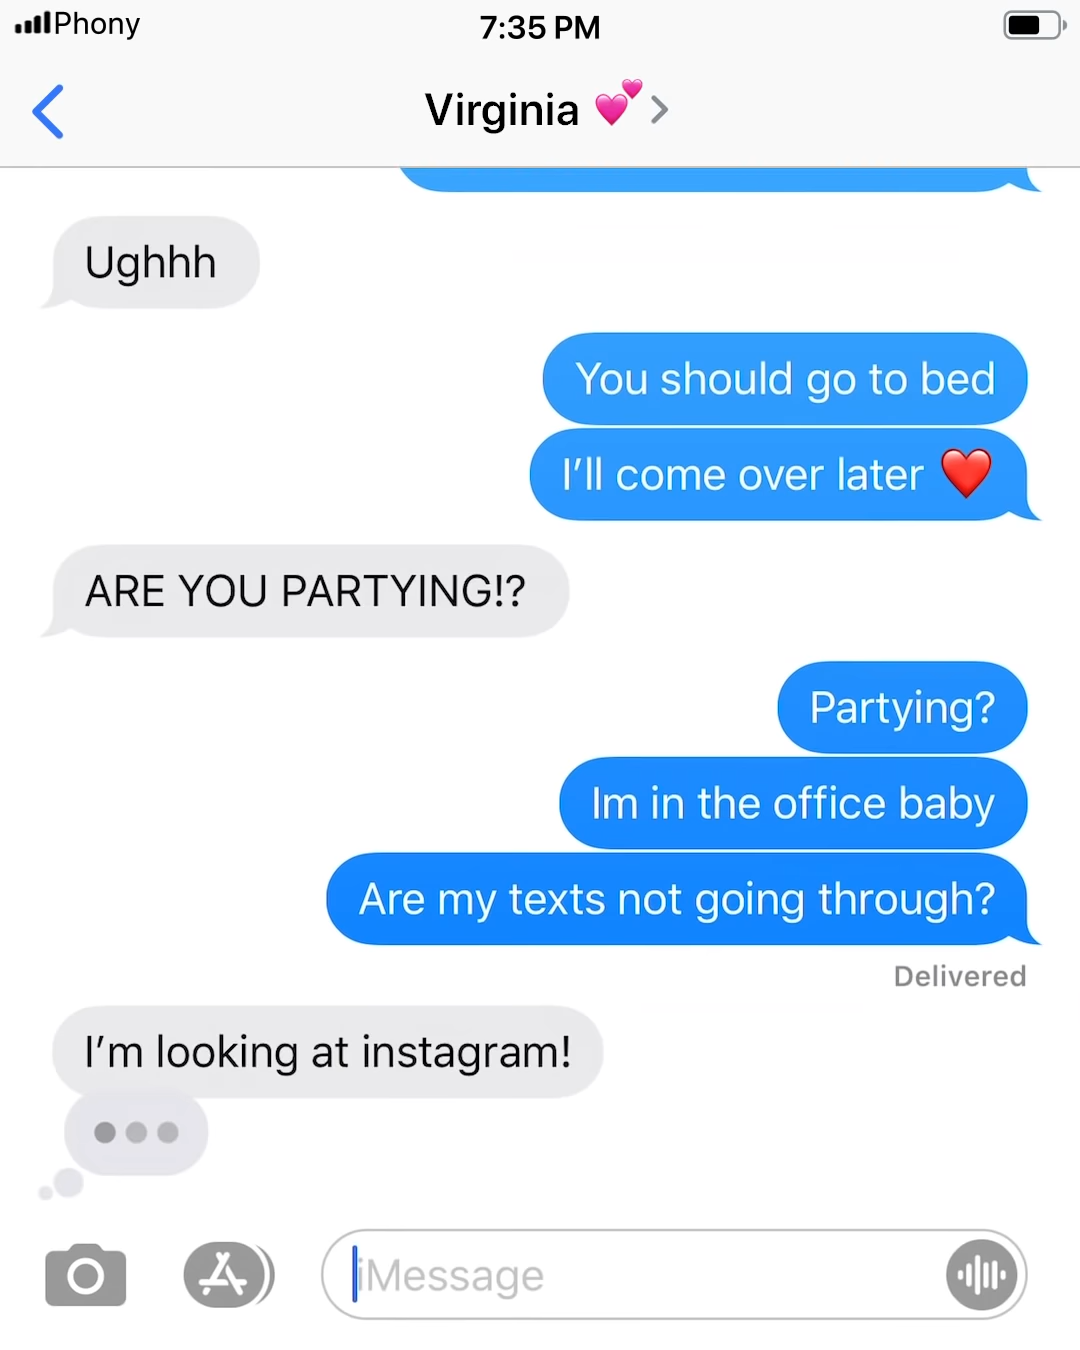 Phony 7:35 PM
Virginia 💕
Ughhh
You should go to bed
I’ll come over later ❤️
ARE YOU PARTYING!?
Partying?
Im in the office baby
Are my texts not going through?
Delivered
I’m looking at instagram!
iMessage